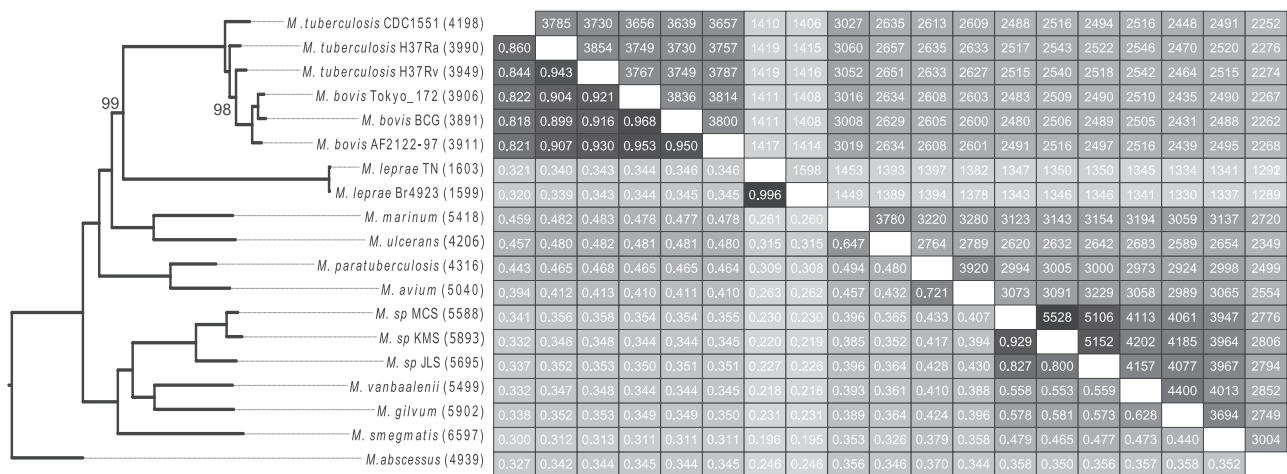 M.tuberculosis CDC1551 (4198) 3785 3730 3656 3639 3657 1410 1406 3027 2635 2613 2609 2488 2516 2494 2516 2448 2491 2252
M. tuberculosis H37Ra (3990) 0.860 3854 3749 3730 3757 1419 1415 3060 2657 2635 2633 2517 2543 2522 2546 2470 2520 2276
M. tuberculosis H37Rv (3949) 0.844 0.943 3767 3749 3787 1419 1416 3052 2651 2633 2627 2515 2540 2518 2542 2464 2515 2274
99 M. bovis Tokyo_172 (3906) 0.822 0.904 0.921 3836 3814 1411 1408 3016 2634 2608 2603 2483 2509 2490 2510 2435 2490 2267
98 M. bovis BCG (3891) 0.818 0.899 0.916 0.968 3800 1411 1408 3008 2629 2605 2600 2480 2506 2489 2505 2431 2488 2262
M. bovis AF2122-97 (3911) 0.821 0.907 0.930 0.953 0.950 1417 1414 3019 2634 2608 2601 2491 2516 2497 2516 2439 2495 2268
M. leprae TN (1603) 0.321 0.340 0.343 0.344 0.346 0.346 1598 1453 1393 1397 1382 1347 1350 1350 1345 1334 1341 1292
M. leprae Br4923 (1599) 0.320 0.339 0.343 0.344 0.345 0.345 0.996 1449 1389 1394 1378 1343 1346 1346 1341 1330 1337 1289
M. marinum (5418) 0.459 0.482 0.483 0.478 0.477 0.478 0.261 0.260 3780 3220 3280 3123 3143 3154 3194 3059 3137 2720
M. ulcerans (4206) 0.457 0.480 0.482 0.481 0.481 0.480 0.315 0.315 0.647 2764 2789 2620 2632 2642 2683 2589 2654 2349
M. paratuberculosis (4316) 0.443 0.465 0.468 0.465 0.465 0.464 0.309 0.308 0.494 0.480 3920 2994 3005 3000 2973 2924 2998 2499
M. avium (5040) 0.394 0.412 0.413 0.410 0.411 0.410 0.263 0.262 0.457 0.432 0.721 3073 3091 3229 3058 2989 3065 2554
M. sp MCS (5588) 0.341 0.356 0.358 0.354 0.354 0.355 0.230 0.230 0.396 0.365 0.433 0.407 5528 5106 4113 4061 3947 2776
M. sp KMS (5893) 0.332 0.346 0.348 0.344 0.344 0.346 0.220 0.219 0.385 0.352 0.417 0.394 0.929 5152 4202 4185 3964 2806
M. sp JLS (5695) 0.337 0.352 0.353 0.350 0.351 0.351 0.227 0.226 0.396 0.364 0.428 0.430 0.827 0.800 4157 4077 3967 2794
M. vanbaalenii (5499) 0.332 0.347 0.348 0.344 0.344 0.345 0.218 0.218 0.393 0.361 0.410 0.388 0.558 0.553 0.559 4400 4013 2852
M. gilvum (5902) 0.338 0.352 0.353 0.349 0.349 0.350 0.231 0.231 0.389 0.364 0.424 0.396 0.578 0.581 0.573 0.628 3694 2749
M. smegmatis (6597) 0.300 0.312 0.313 0.311 0.311 0.311 0.196 0.195 0.353 0.326 0.379 0.358 0.479 0.465 0.477 0.473 0.440 3004
M.abscessus (4939) 0.327 0.342 0.344 0.345 0.344 0.345 0.246 0.246 0.356 0.346 0.370 0.344 0.358 0.350 0.356 0.357 0.358 0.352